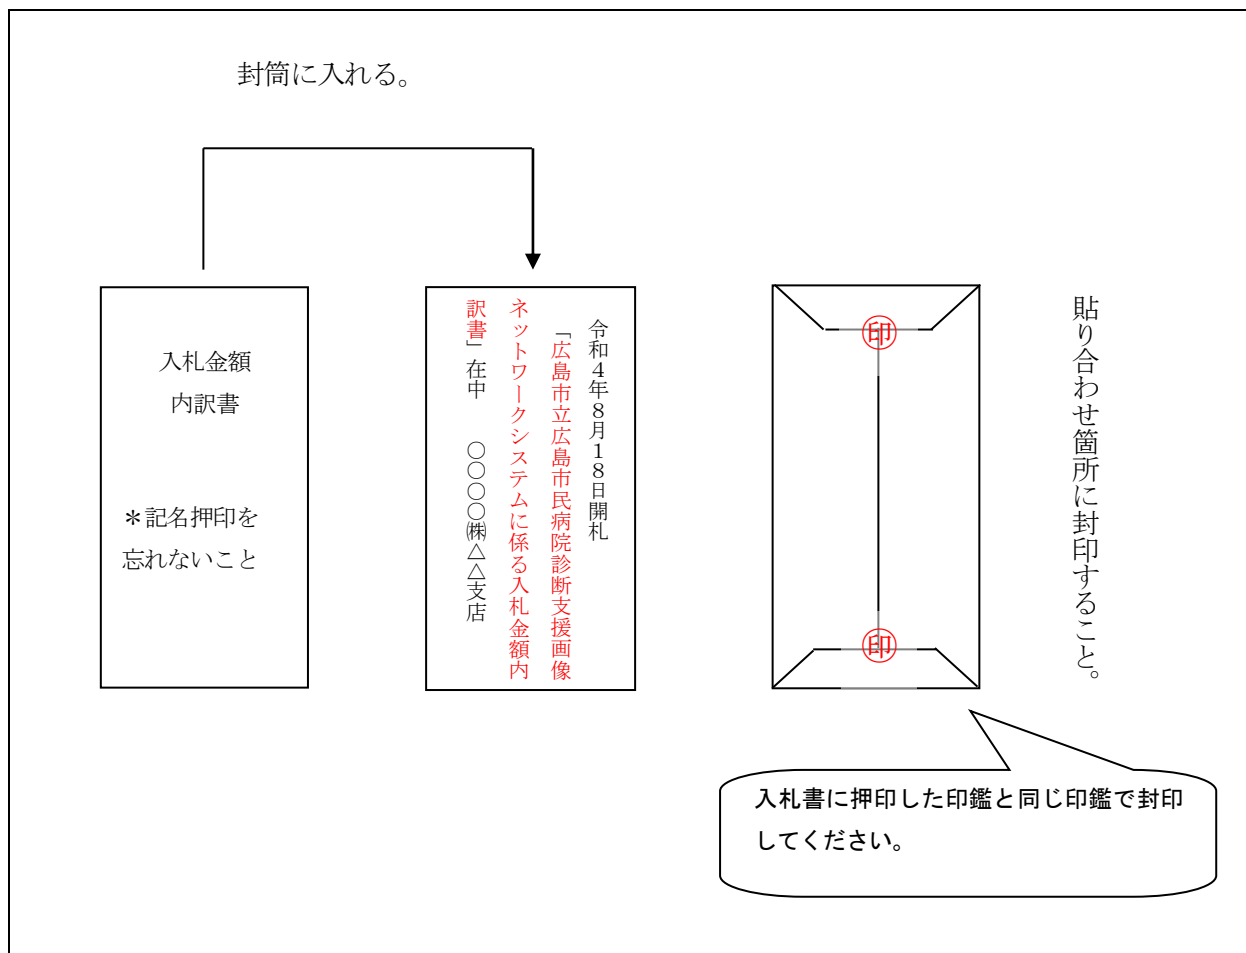 封筒に入れる。
入札金額
内訳書
＊記名押印を
忘れないこと
令和４年８月１８日開札
「広島市立広島市民病院診断支援画像
ネットワークシステムに係る入札金額内
訳書」在中　　〇〇〇〇㈱△△支店
印
印
貼り合わせ箇所に封印すること。
入札書に押印した印鑑と同じ印鑑で封印
してください。